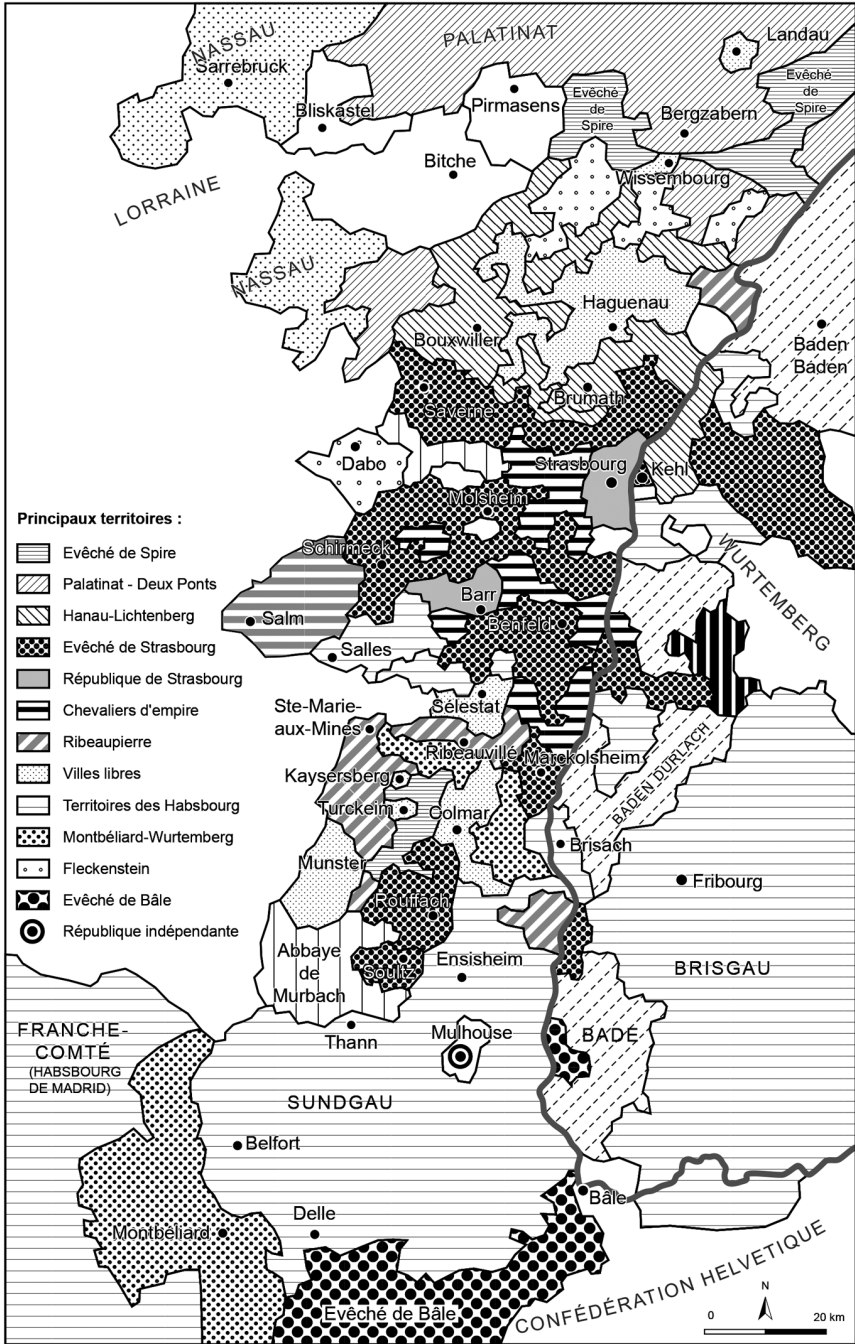 NASSAU
PALATINAT
Landau
Sarrebruck
Evêché
de
Spire
Pirmasens
Evêché
de
Spire
Bliskastel
Bergzabern
Bitche
Wissembourg
LORRAINE
NASSAU
Haguenau
Bouxwiller
Baden
Baden
Saverne
Brumath
Dabo
Strasbourg
Kehl
Molsheim
Principaux territoires :
Evêché de Spire
Palatinat - Deux Ponts
Hanau-Lichtenberg
Evêché de Strasbourg
République de Strasbourg
Chevaliers d'empire
Ribeaupierre
Villes libres
Territoires des Habsbourg
Montbéliard-Wurtemberg
Fleckenstein
Evêché de Bâle
République indépendante
Schirmeck
WURTEMBERG
Barr
Salm
Benfeld
Salles
Sélestat
Ste-Marie-
aux-Mines
Ribeauvillé
Marckolsheim
Kaysersberg
BADEN DURLACH
Turckeim
Colmar
Brisach
Munster
Fribourg
Rouffach
Abbaye
de
Murbach
Soultz
Ensisheim
BRISGAU
FRANCHE-
COMTÉ
(HABSBOURG
DE MADRID)
Thann
Mulhouse
BADE
SUNDGAU
Belfort
Bâle
Montbéliard
Delle
Evêché de Bâle
CONFÉDÉRATION HELVETIQUE
N
0 20 km